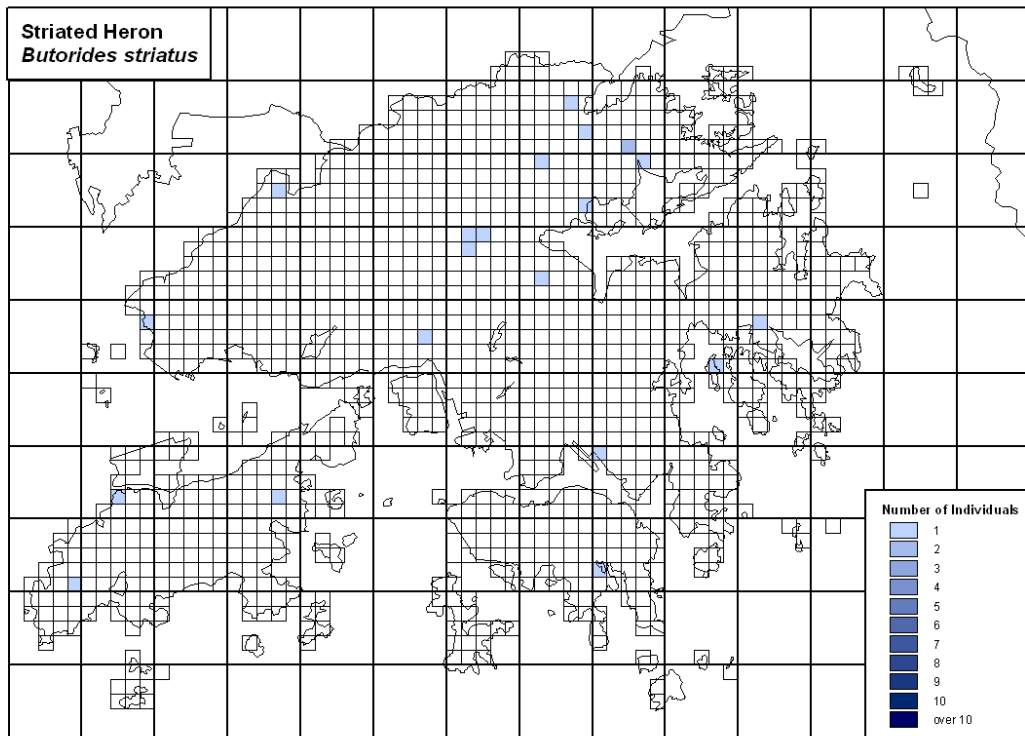 Striated Heron
Butorides striatus
Number of Individuals
1
2
3
4
5
6
7
8
9
10
over 10